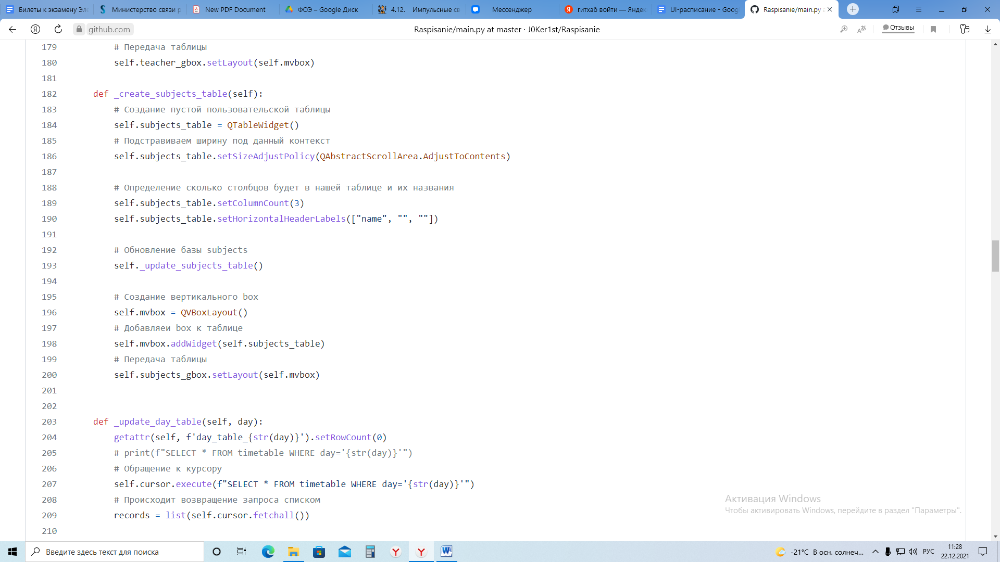 Билеты к экзамену Эле
Министерство связи р
New PDF Document
ФОЭ – Google Диск
4.12. Импульсные св
Мессенджер
гитхаб войти — Яндек
UI-расписание - Goog
Raspisanie/main.py a
github.com
Raspisanie/main.py at master · J0Ker1st/Raspisanie
Отзывы
179 # Передача таблицы
180 self.teacher_gbox.setLayout(self.mvbox)
181
182 def _create_subjects_table(self):
183 # Создание пустой пользовательской таблицы
184 self.subjects_table = QTableWidget()
185 # Подстравиваем ширину под данный контекст
186 self.subjects_table.setSizeAdjustPolicy(QAbstractScrollArea.AdjustToContents)
187
188 # Определение сколько столбцов будет в нашей таблице и их названия
189 self.subjects_table.setColumnCount(3)
190 self.subjects_table.setHorizontalHeaderLabels(["name", "", ""])
191
192 # Обновление базы subjects
193 self._update_subjects_table()
194
195 # Создание вертикального box
196 self.mvbox = QVBoxLayout()
197 # Добавляеи box к таблице
198 self.mvbox.addWidget(self.subjects_table)
199 # Передача таблицы
200 self.subjects_gbox.setLayout(self.mvbox)
201
202
203 def _update_day_table(self, day):
204 getattr(self, f'day_table_{str(day)}').setRowCount(0)
205 # print(f"SELECT * FROM timetable WHERE day='{str(day)}'")
206 # Обращение к курсору
207 self.cursor.execute(f"SELECT * FROM timetable WHERE day='{str(day)}'")
208 # Происходит возвращение запроса списком
209 records = list(self.cursor.fetchall())
210
Активация Windows
Чтобы активировать Windows, перейдите в раздел "Параметры".
Введите здесь текст для поиска
-21°C В осн. солнеч...
РУС
11:28
22.12.2021